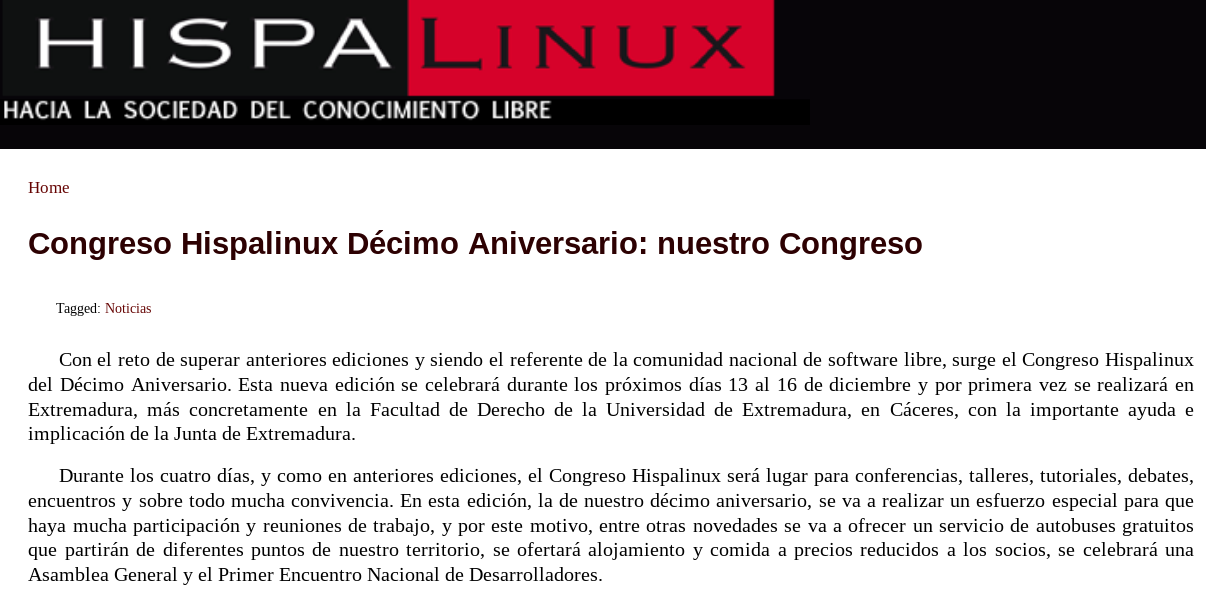 HISPALINUX
HACIA LA SOCIEDAD DEL CONOCIMIENTO LIBRE
Home
Congreso Hispalinux Décimo Aniversario: nuestro Congreso
Tagged: Noticias
Con el reto de superar anteriores ediciones y siendo el referente de la comunidad nacional de software libre, surge el Congreso Hispalinux
del Décimo Aniversario. Esta nueva edición se celebrará durante los próximos días 13 al 16 de diciembre y por primera vez se realizará en
Extremadura, más concretamente en la Facultad de Derecho de la Universidad de Extremadura, en Cáceres, con la importante ayuda e
implicación de la Junta de Extremadura.
Durante los cuatro días, y como en anteriores ediciones, el Congreso Hispalinux será lugar para conferencias, talleres, tutoriales, debates,
encuentros y sobre todo mucha convivencia. En esta edición, la de nuestro décimo aniversario, se va a realizar un esfuerzo especial para que
haya mucha participación y reuniones de trabajo, y por este motivo, entre otras novedades se va a ofrecer un servicio de autobuses gratuitos
que partirán de diferentes puntos de nuestro territorio, se ofertará alojamiento y comida a precios reducidos a los socios, se celebrará una
Asamblea General y el Primer Encuentro Nacional de Desarrolladores.